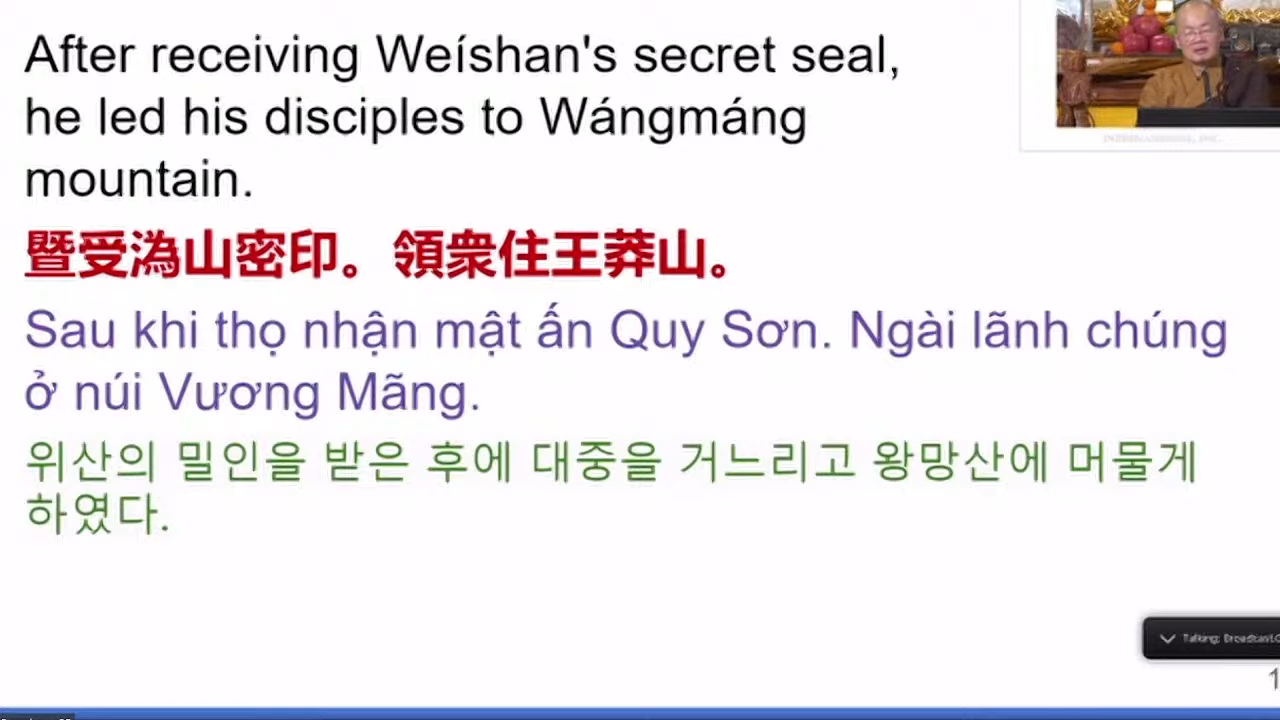 After receiving Weíshan's secret seal,
he led his disciples to Wángmáng
mountain.
暨受溈山密印。領衆住王莽山。
Sau khi thọ nhận mật ấn Quy Sơn. Ngài lãnh chúng
ở núi Vương Mãng.
위산의 밀인을 받은 후에 대중을 거느리고 왕망산에 머물게
하였다.
Talking:
1